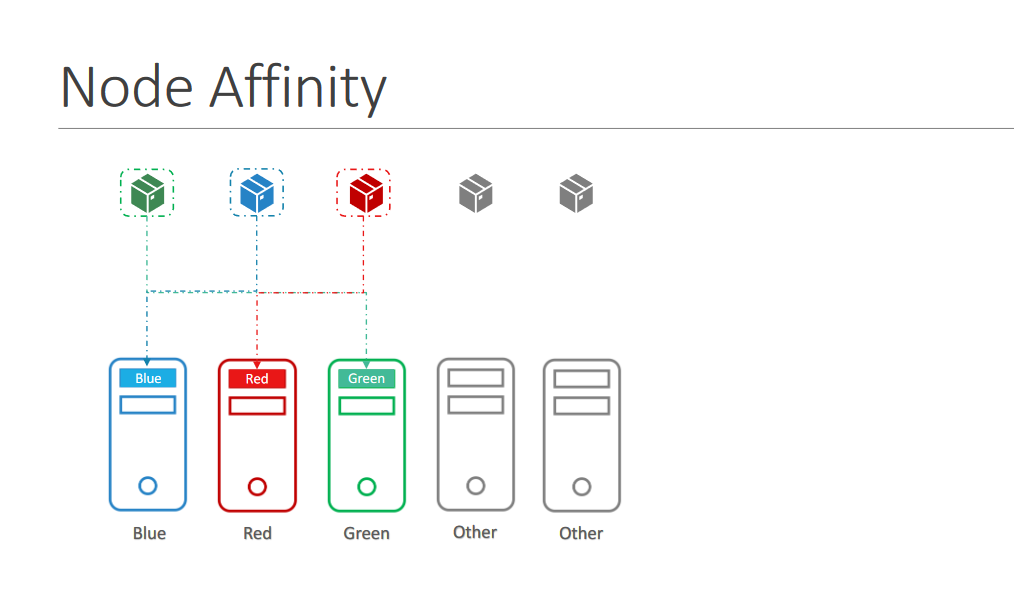 Node Affinity
Blue
Red
Green
Blue
Red
Green
Other
Other